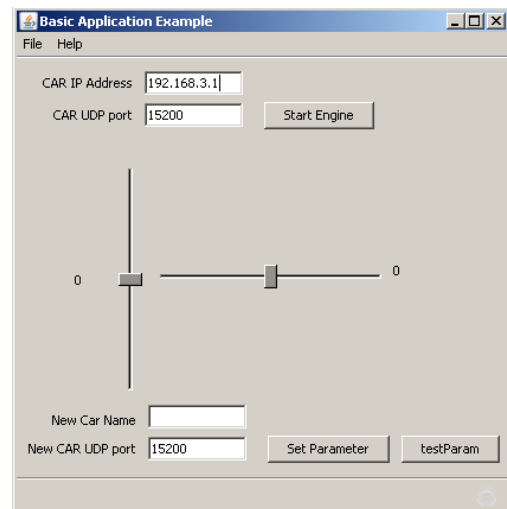 Basic Application Example
File Help
CAR IP Address 192.168.3.1
CAR UDP port 15200 Start Engine
0 0
New Car Name
New CAR UDP port 15200 Set Parameter testParam